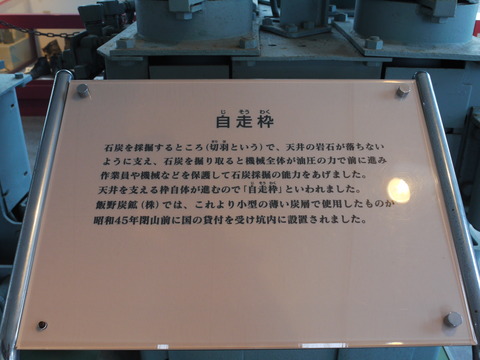 じ そう わく
自走枠
石炭を採掘するところ(切羽という)で、天井の岩石が落ちない
ように支え、石炭を掘り取ると機械全体が油圧の力で前に進み
作業員や機械などを保護して石炭採掘の能力をあげました。
天井を支える枠自体が進むので「自走枠」といわれました。
飯野炭鉱(株)では、これより小型の薄い炭層で使用したものが
昭和45年閉山前に国の貸付を受け坑内に設置されました。